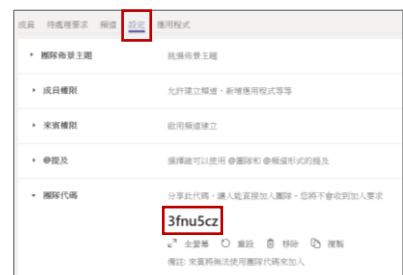 成員 待處理要求 頻道 設定 應用程式
團隊佈景主題 挑選佈景主題
成員權限 允許建立頻道、新增應用程式等等
來賓權限 啟用頻道建立
@提及 選擇誰可以使用 @團隊和 @頻道形式的提及
團隊代碼 分享此代碼，讓人能直接加入團隊 - 您將不會收到加入要求
3fnu5cz
全螢幕 重設 移除 複製
備註: 來賓將無法使用團隊代碼來加入